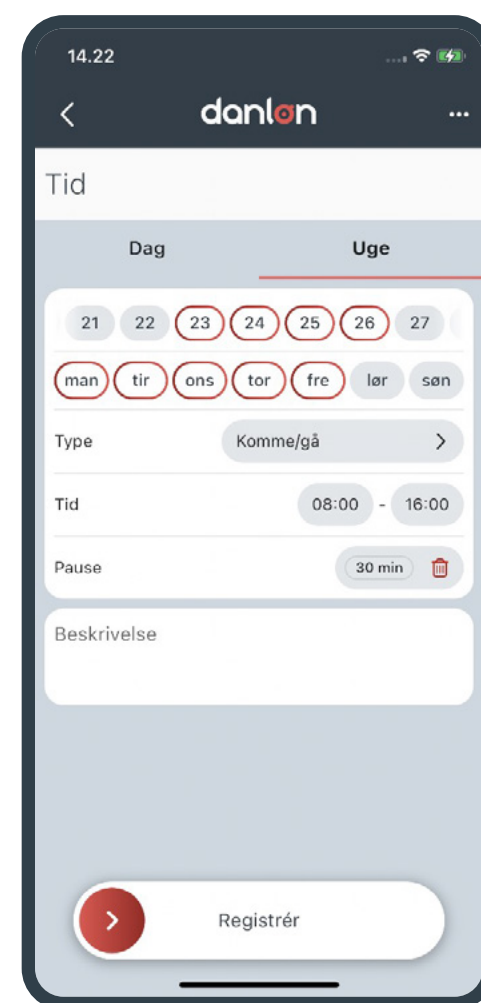 14.22
danløn
Tid
Dag Uge
21 22 23 24 25 26 27
man tir ons tor fre lør søn
Type Komme/gå
Tid 08:00 - 16:00
Pause 30 min
Beskrivelse
Registrér